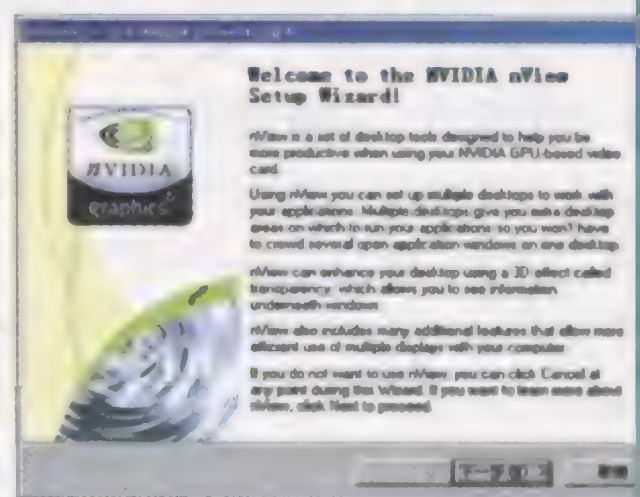 Welcome to the NVIDIA nView
Setup Wizard!
nView is a set of desktop tools designed to help you be
more productive when using your NVIDIA GPU-based video
card.
Using nView you can set up multiple desktops to work with
your applications. Multiple desktops give you extra desktop
areas on which to run your applications so you won't have
to crowd several open application windows on one desktop.
nView can enhance your desktop using a 3D effect called
transparency, which allows you to see information
underneath windows.
nView also includes many additional features that allow more
efficient use of multiple displays with your computer.
If you do not want to use nView, you can click Cancel at
any point during this Wizard. If you want to learn more about
nView, click Next to proceed.
NVIDIA
graphics
下一步